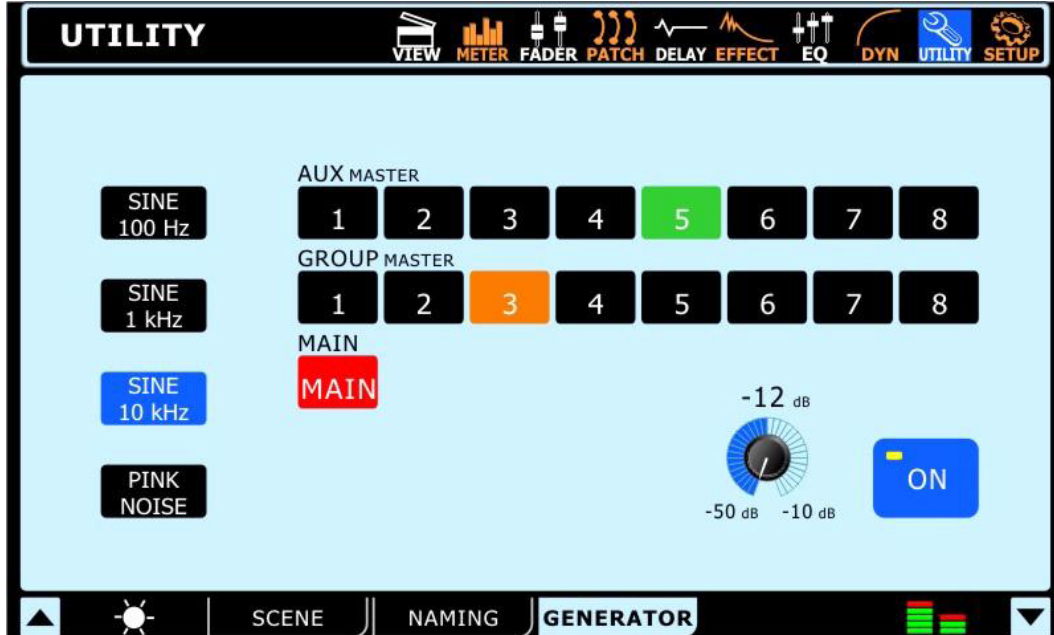 UTILITY
VIEW METER FADER PATCH DELAY EFFECT EQ DYN UTILITY SETUP
AUX MASTER
SINE
100 Hz
1 2 3 4 5 6 7 8
GROUP MASTER
SINE
1 kHz
1 2 3 4 5 6 7 8
MAIN
SINE
10 kHz
MAIN
-12 dB
PINK
NOISE
ON
-50 dB -10 dB
SCENE NAMING GENERATOR